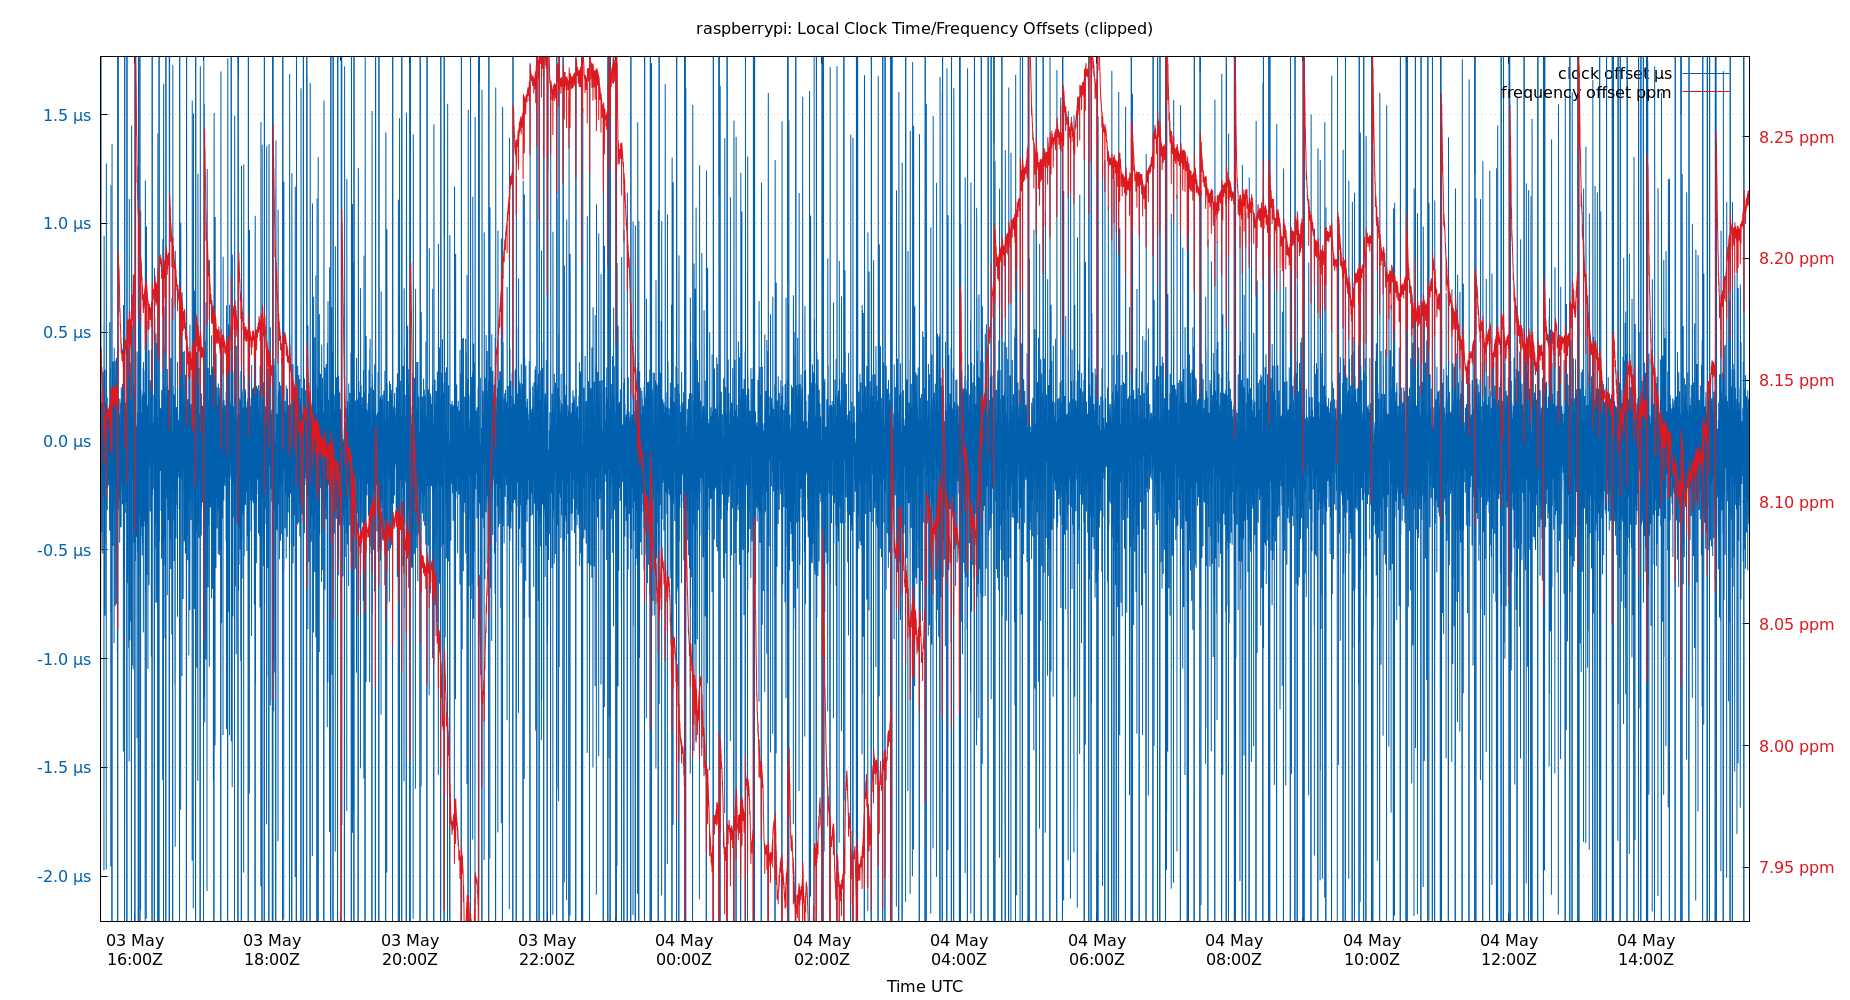 raspberrypi: Local Clock Time/Frequency Offsets (clipped)
clock offset µs
frequency offset ppm
1.5 µs
1.0 µs
0.5 µs
0.0 µs
-0.5 µs
-1.0 µs
-1.5 µs
-2.0 µs
8.25 ppm
8.20 ppm
8.15 ppm
8.10 ppm
8.05 ppm
8.00 ppm
7.95 ppm
03 May 03 May 03 May 03 May 04 May 04 May 04 May 04 May 04 May 04 May 04 May 04 May
16:00Z 18:00Z 20:00Z 22:00Z 00:00Z 02:00Z 04:00Z 06:00Z 08:00Z 10:00Z 12:00Z 14:00Z
Time UTC